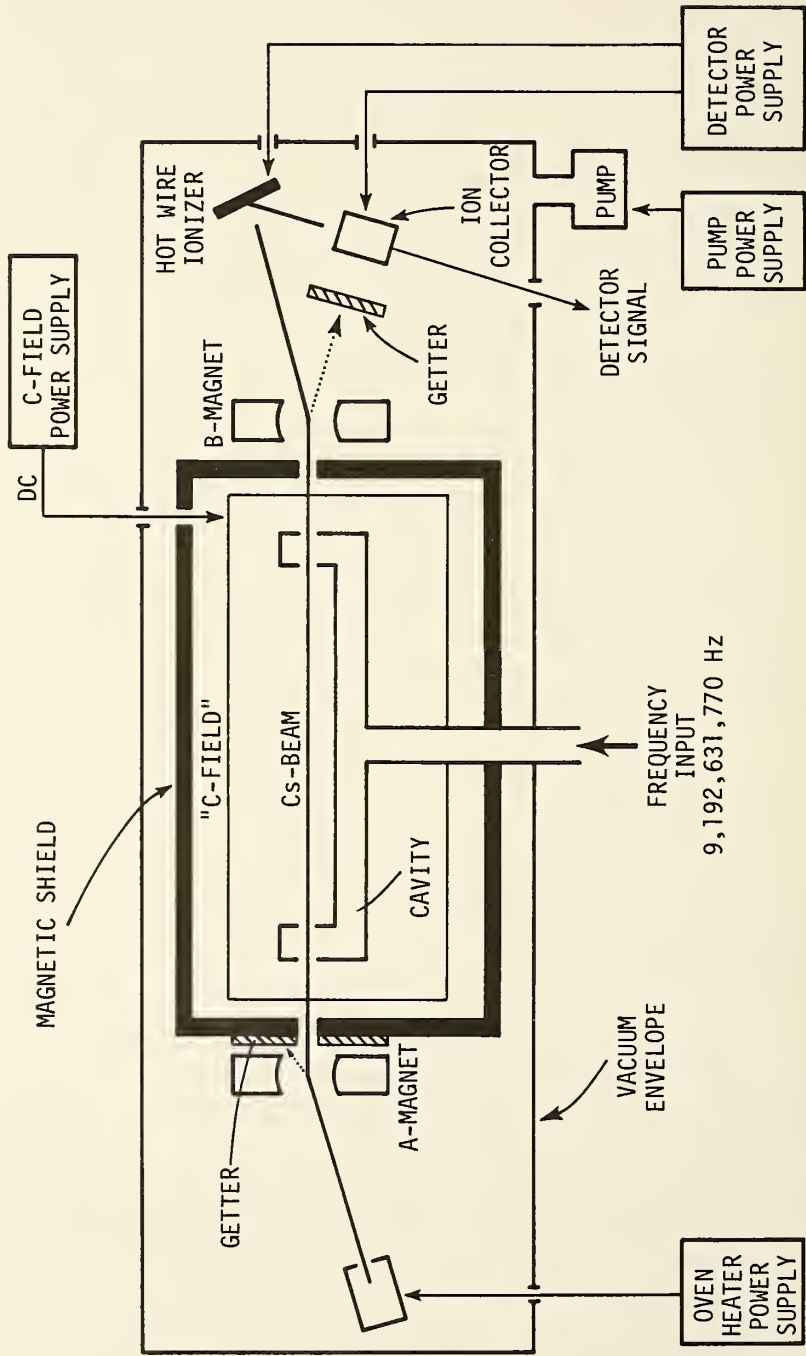 C-FIELD
POWER SUPPLY
DC
MAGNETIC SHIELD
"C-FIELD"
B-MAGNET
HOT WIRE
IONIZER
GETTER
Cs-BEAM
CAVITY
A-MAGNET
GETTER
ION
COLLECTOR
DETECTOR
SIGNAL
PUMP
VACUUM
ENVELOPE
FREQUENCY
INPUT
9,192,631,770 Hz
OVEN
HEATER
POWER
SUPPLY
PUMP
POWER
SUPPLY
DETECTOR
POWER
SUPPLY